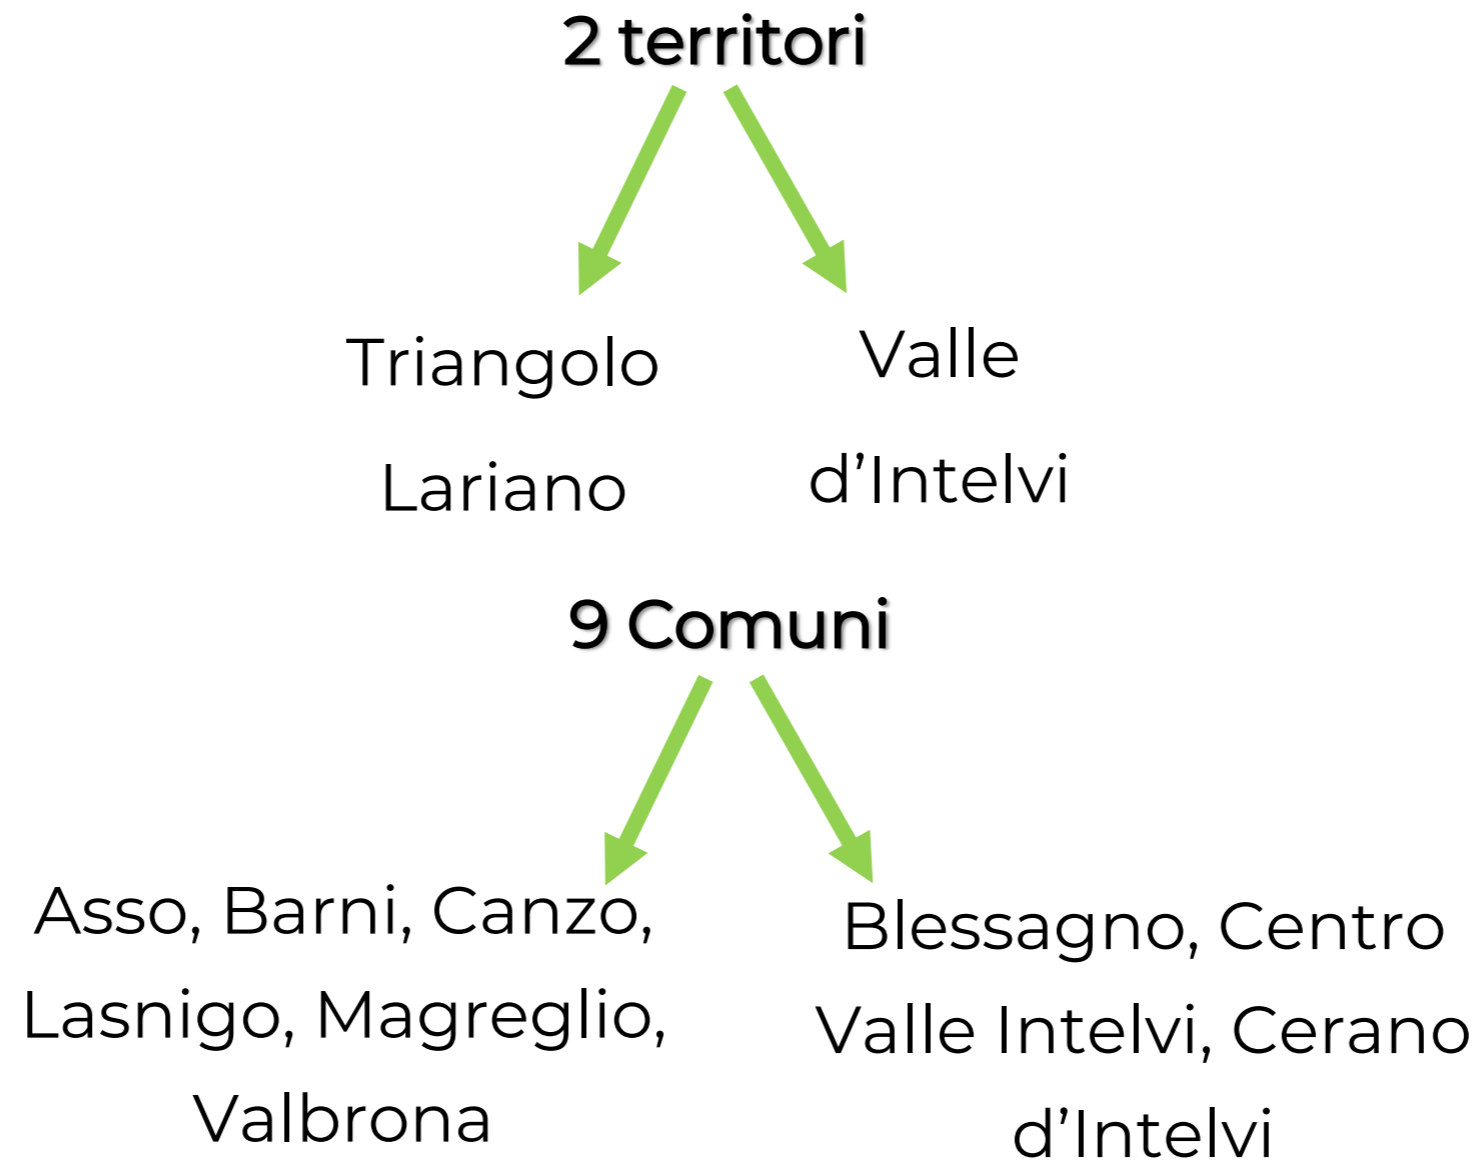 2 territori
Triangolo
Lariano
Valle
d’Intelvi
9 Comuni
Asso, Barni, Canzo,
Lasnigo, Magreglio,
Valbrona
Blessagno, Centro
Valle Intelvi, Cerano
d’Intelvi